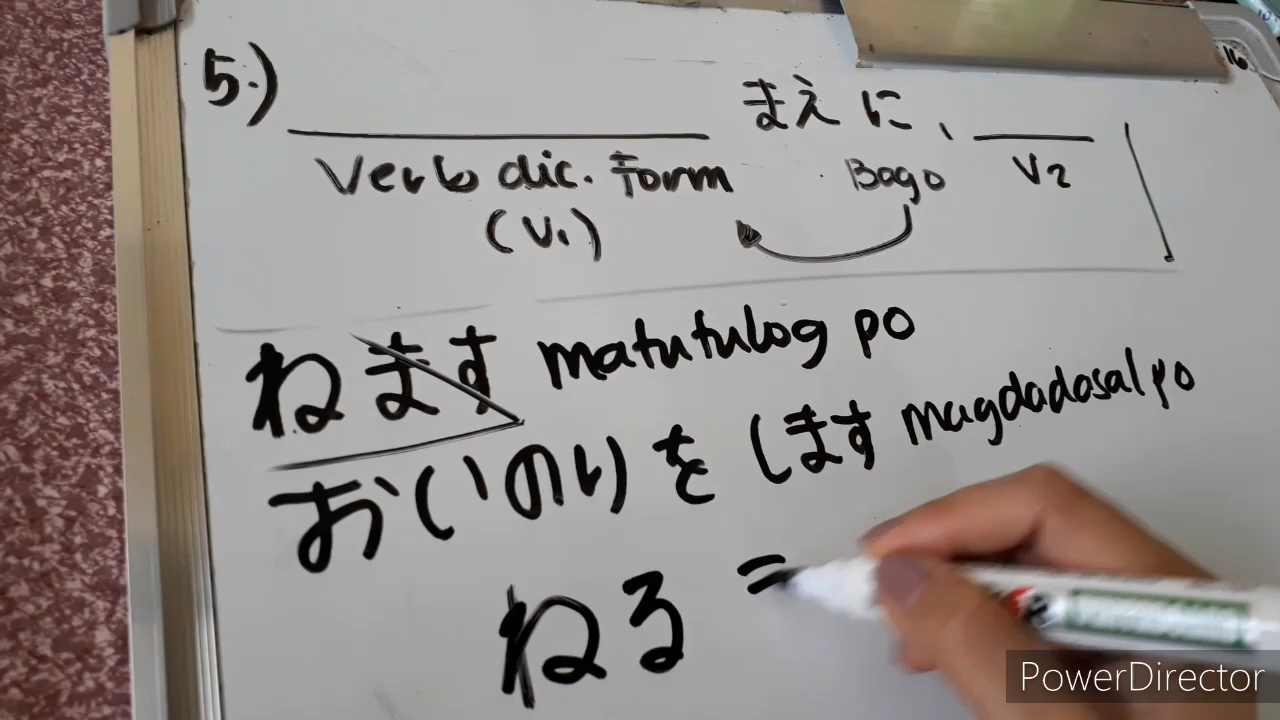 5.) まえに、
Verb dic. Form Bago V2
(V1)
ねます matutulog po
おいのりをします magdadasal po
ねる =
PowerDirector